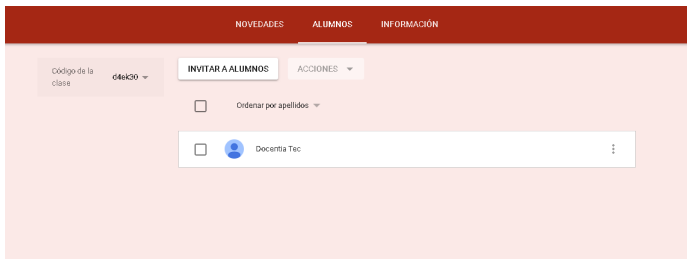 NOVEDADES ALUMNOS INFORMACIÓN
Código de la
clase
d4ek30
INVITAR A ALUMNOS ACCIONES
Ordenar por apellidos
Docentia Tec